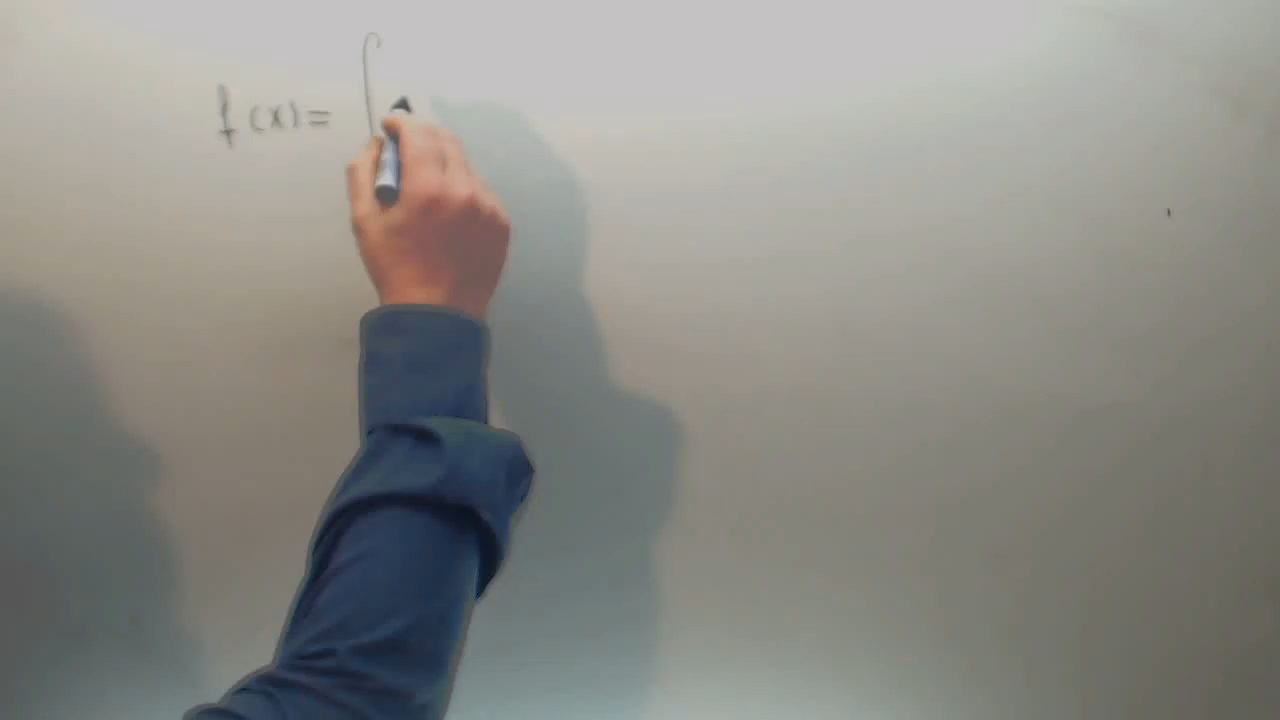 f(x) =